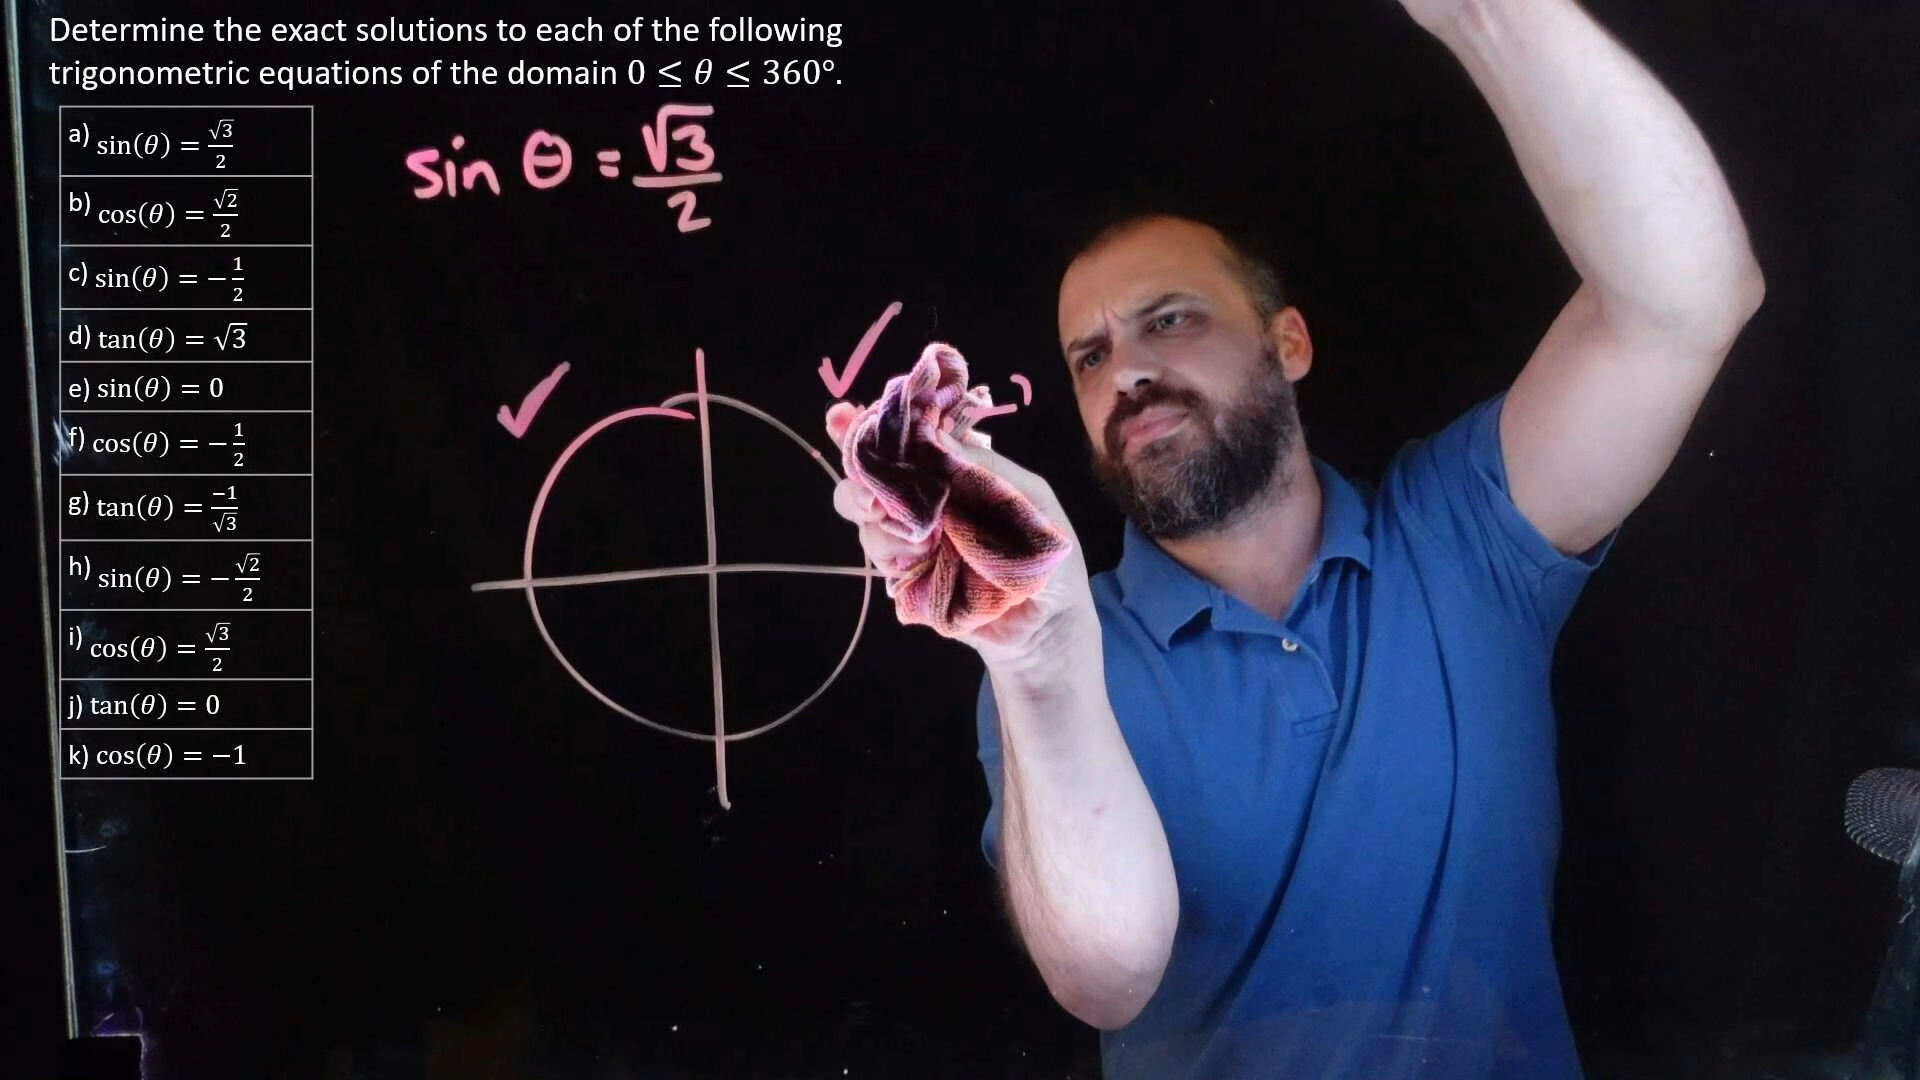 Determine the exact solutions to each of the following
trigonometric equations of the domain 0 ≤ θ ≤ 360°.
a) sin(θ) = √3/2
b) cos(θ) = √2/2
c) sin(θ) = −1/2
d) tan(θ) = √3
e) sin(θ) = 0
f) cos(θ) = −1/2
g) tan(θ) = −1/√3
h) sin(θ) = −√2/2
i) cos(θ) = √3/2
j) tan(θ) = 0
k) cos(θ) = −1
sin θ = √3/2